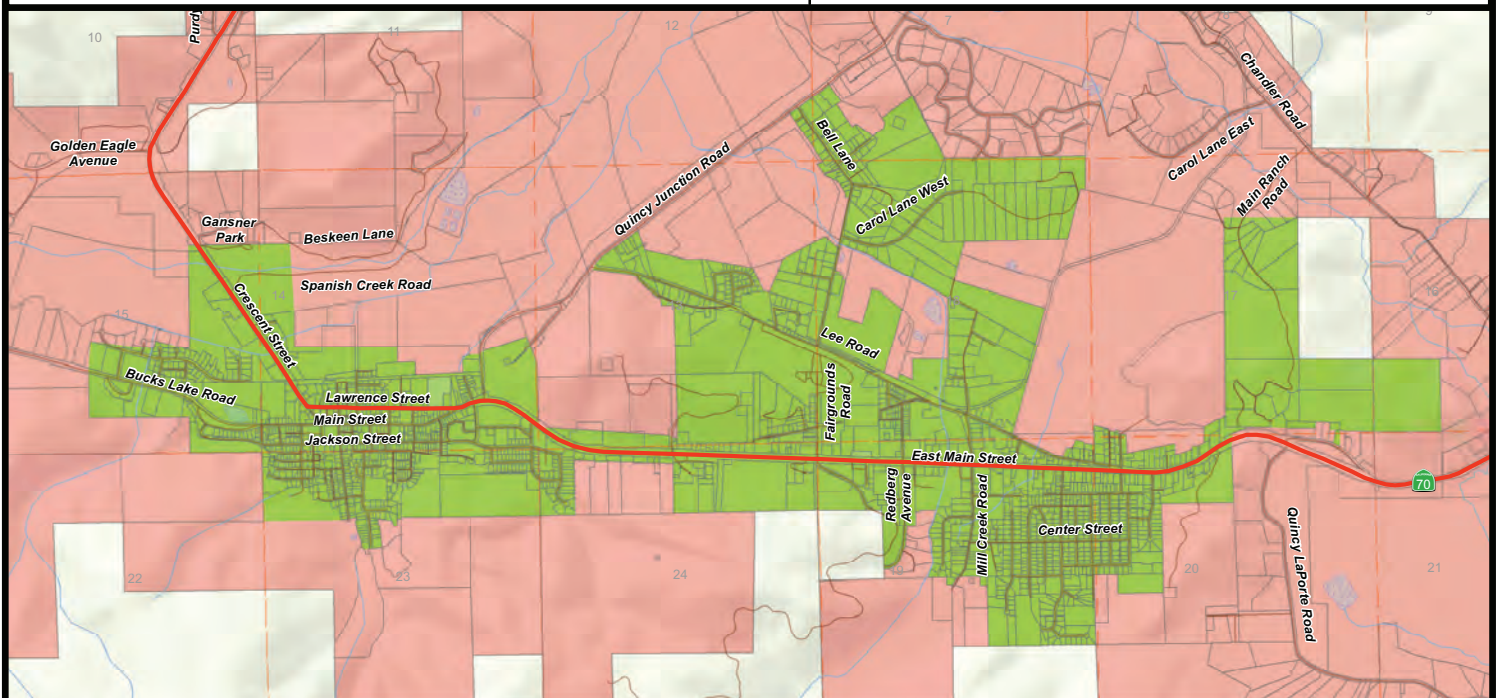 10
11
12
7
Purdy
Chandler Road
Golden Eagle
Avenue
Bell Lane
Quincy Junction Road
Carol Lane East
Carol Lane West
Main Ranch
Road
Gansner
Park
Beskeen Lane
Spanish Creek Road
14
15
17
16
Crescent Street
Lee Road
Bucks Lake Road
Lawrence Street
Main Street
Jackson Street
Fairgrounds
Road
East Main Street
Redberg
Avenue
Mill Creek Road
Center Street
70
Quincy LaPorte Road
22
23
24
20
21